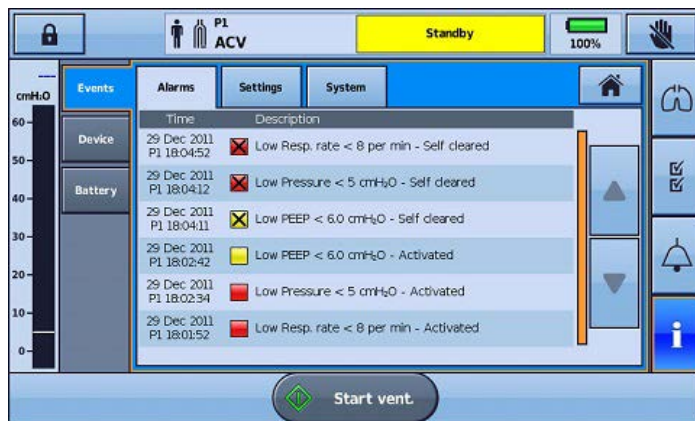 P1
ACV
Standby
100%
cmH₂O
60
50
40
30
20
10
0
Events
Device
Battery
Alarms
Settings
System
Time
Description
29 Dec 2011
P1 18:04:52
Low Resp. rate < 8 per min - Self cleared
29 Dec 2011
P1 18:04:12
Low Pressure < 5 cmH₂O - Self cleared
29 Dec 2011
P1 18:04:11
Low PEEP < 6.0 cmH₂O - Self cleared
29 Dec 2011
P1 18:02:42
Low PEEP < 6.0 cmH₂O - Activated
29 Dec 2011
P1 18:02:34
Low Pressure < 5 cmH₂O - Activated
29 Dec 2011
P1 18:01:52
Low Resp. rate < 8 per min - Activated
i
Start vent.